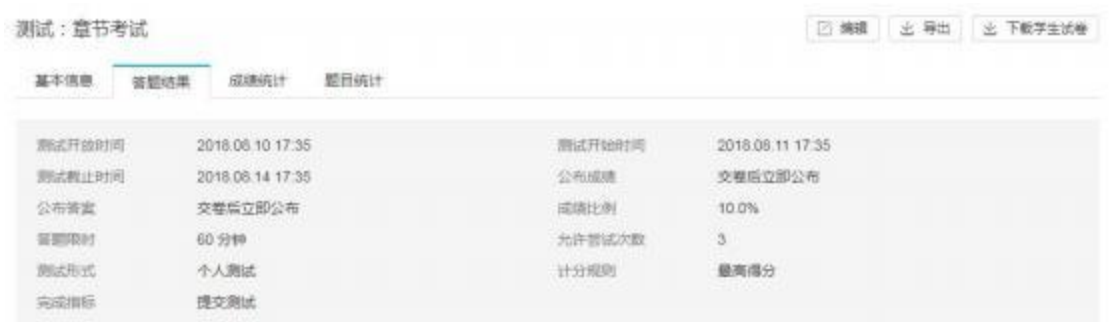 测试：章节考试
编辑 导出 下载学生试卷
基本信息 答题结果 成绩统计 题目统计
测试开放时间 2018.08.10 17:35 测试开始时间 2018.08.11 17:35
测试截止时间 2018.08.14 17:35 公布成绩 交卷后立即公布
公布答案 交卷后立即公布 成绩比例 10.0%
答题限时 60 分钟 允许尝试次数 3
测试形式 个人测试 计分规则 最高得分
完成指标 提交测试